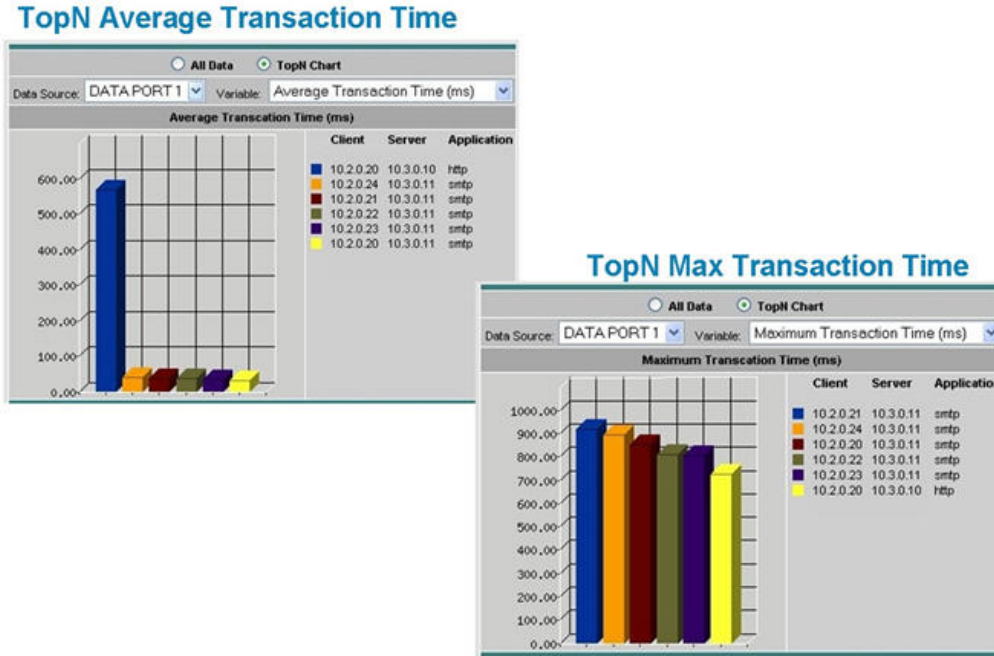 TopN Average Transaction Time
All Data TopN Chart
Data Source: DATA PORT 1 Variable: Average Transaction Time (ms)
Average Transcation Time (ms)
Client Server Application
10.2.0.20 10.3.0.10 http
10.2.0.24 10.3.0.11 smtp
10.2.0.21 10.3.0.11 smtp
10.2.0.22 10.3.0.11 smtp
10.2.0.23 10.3.0.11 smtp
10.2.0.20 10.3.0.11 smtp
600.00
500.00
400.00
300.00
200.00
100.00
0.00
TopN Max Transaction Time
All Data TopN Chart
Data Source: DATA PORT 1 Variable: Maximum Transaction Time (ms)
Maximum Transcation Time (ms)
Client Server Applicatio
10.2.0.21 10.3.0.11 smtp
10.2.0.24 10.3.0.11 smtp
10.2.0.20 10.3.0.11 smtp
10.2.0.22 10.3.0.11 smtp
10.2.0.23 10.3.0.11 smtp
10.2.0.20 10.3.0.10 http
1000.00
900.00
800.00
700.00
600.00
500.00
400.00
300.00
200.00
100.00
0.00